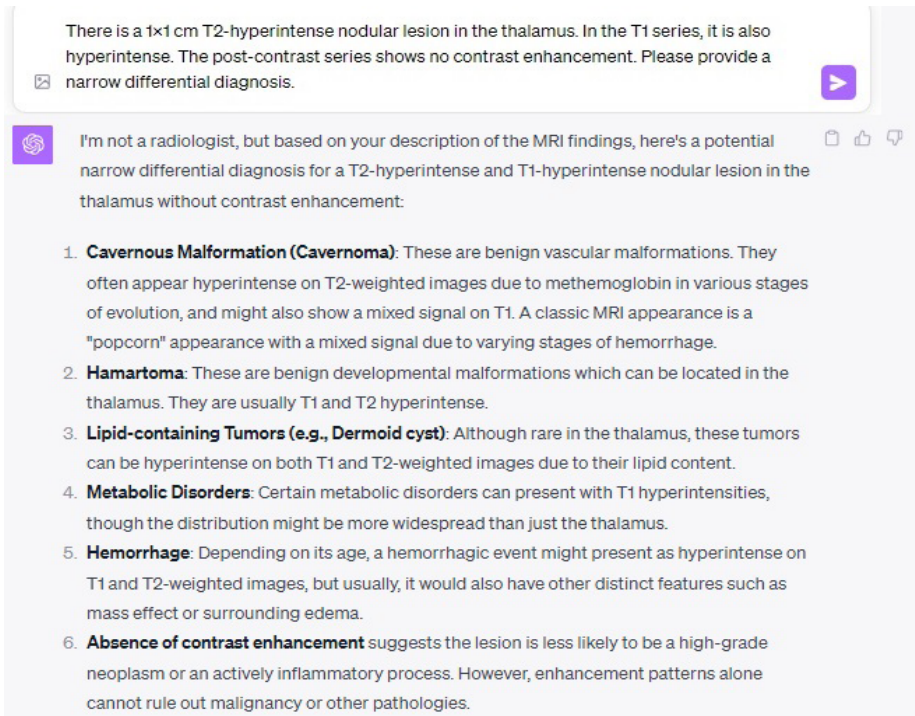 There is a 1×1 cm T2-hyperintense nodular lesion in the thalamus. In the T1 series, it is also
hyperintense. The post-contrast series shows no contrast enhancement. Please provide a
narrow differential diagnosis.
I'm not a radiologist, but based on your description of the MRI findings, here's a potential
narrow differential diagnosis for a T2-hyperintense and T1-hyperintense nodular lesion in the
thalamus without contrast enhancement:
1. Cavernous Malformation (Cavernoma): These are benign vascular malformations. They
often appear hyperintense on T2-weighted images due to methemoglobin in various stages
of evolution, and might also show a mixed signal on T1. A classic MRI appearance is a
"popcorn" appearance with a mixed signal due to varying stages of hemorrhage.
2. Hamartoma: These are benign developmental malformations which can be located in the
thalamus. They are usually T1 and T2 hyperintense.
3. Lipid-containing Tumors (e.g., Dermoid cyst): Although rare in the thalamus, these tumors
can be hyperintense on both T1 and T2-weighted images due to their lipid content.
4. Metabolic Disorders: Certain metabolic disorders can present with T1 hyperintensities,
though the distribution might be more widespread than just the thalamus.
5. Hemorrhage: Depending on its age, a hemorrhagic event might present as hyperintense on
T1 and T2-weighted images, but usually, it would also have other distinct features such as
mass effect or surrounding edema.
6. Absence of contrast enhancement suggests the lesion is less likely to be a high-grade
neoplasm or an actively inflammatory process. However, enhancement patterns alone
cannot rule out malignancy or other pathologies.